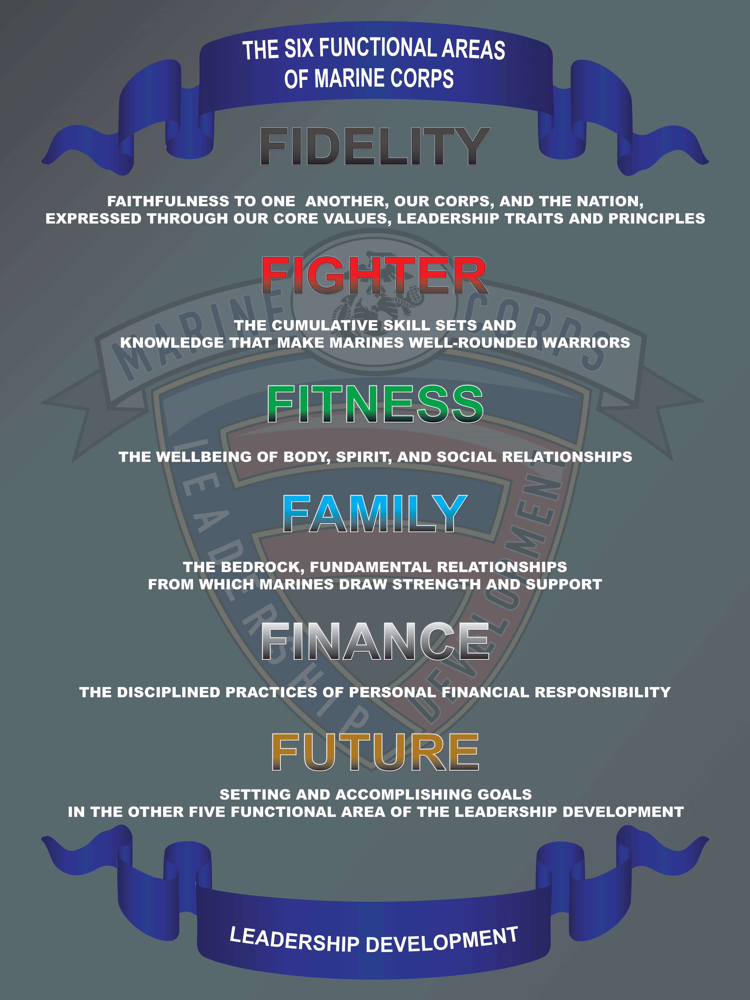 THE SIX FUNCTIONAL AREAS
OF MARINE CORPS
FIDELITY
FAITHFULNESS TO ONE ANOTHER, OUR CORPS, AND THE NATION,
EXPRESSED THROUGH OUR CORE VALUES, LEADERSHIP TRAITS AND PRINCIPLES
FIGHTER
MARINE CORPS
THE CUMULATIVE SKILL SETS AND
KNOWLEDGE THAT MAKE MARINES WELL-ROUNDED WARRIORS
FITNESS
THE WELLBEING OF BODY, SPIRIT, AND SOCIAL RELATIONSHIPS
LEADERSHIP
DEVELOPMENT
FAMILY
THE BEDROCK, FUNDAMENTAL RELATIONSHIPS
FROM WHICH MARINES DRAW STRENGTH AND SUPPORT
FINANCE
THE DISCIPLINED PRACTICES OF PERSONAL FINANCIAL RESPONSIBILITY
FUTURE
SETTING AND ACCOMPLISHING GOALS
IN THE OTHER FIVE FUNCTIONAL AREA OF THE LEADERSHIP DEVELOPMENT
LEADERSHIP DEVELOPMENT